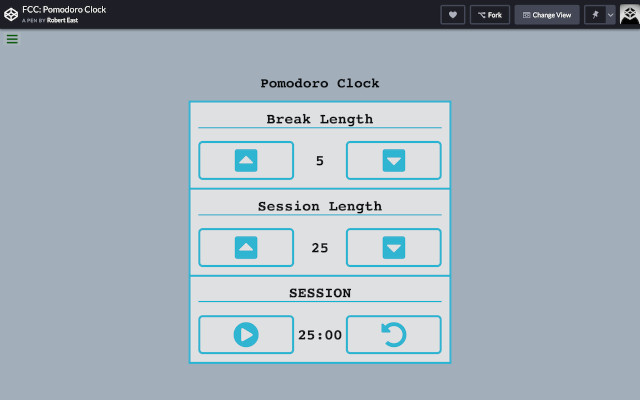 FCC: Pomodoro Clock
A PEN BY Robert East
Fork
Change View
Pomodoro Clock
Break Length
5
Session Length
25
SESSION
25:00